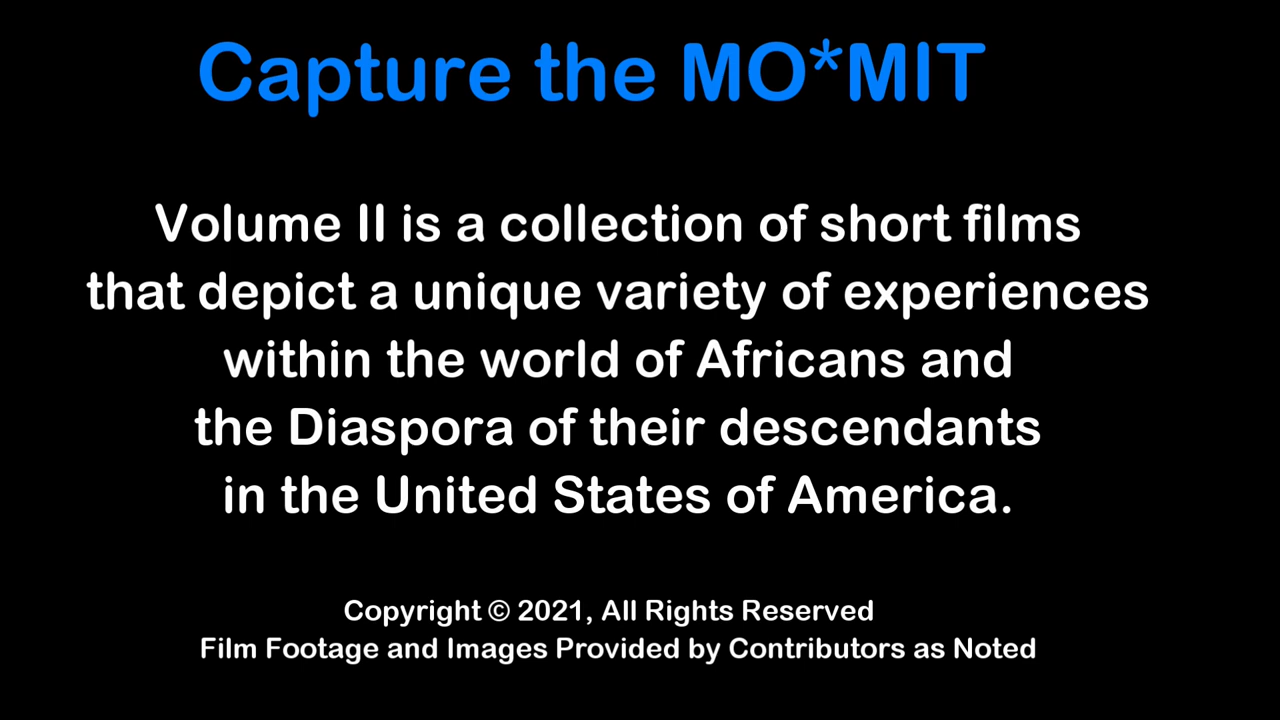 Capture the MO*MIT
Volume II is a collection of short films
that depict a unique variety of experiences
within the world of Africans and
the Diaspora of their descendants
in the United States of America.
Copyright © 2021, All Rights Reserved
Film Footage and Images Provided by Contributors as Noted